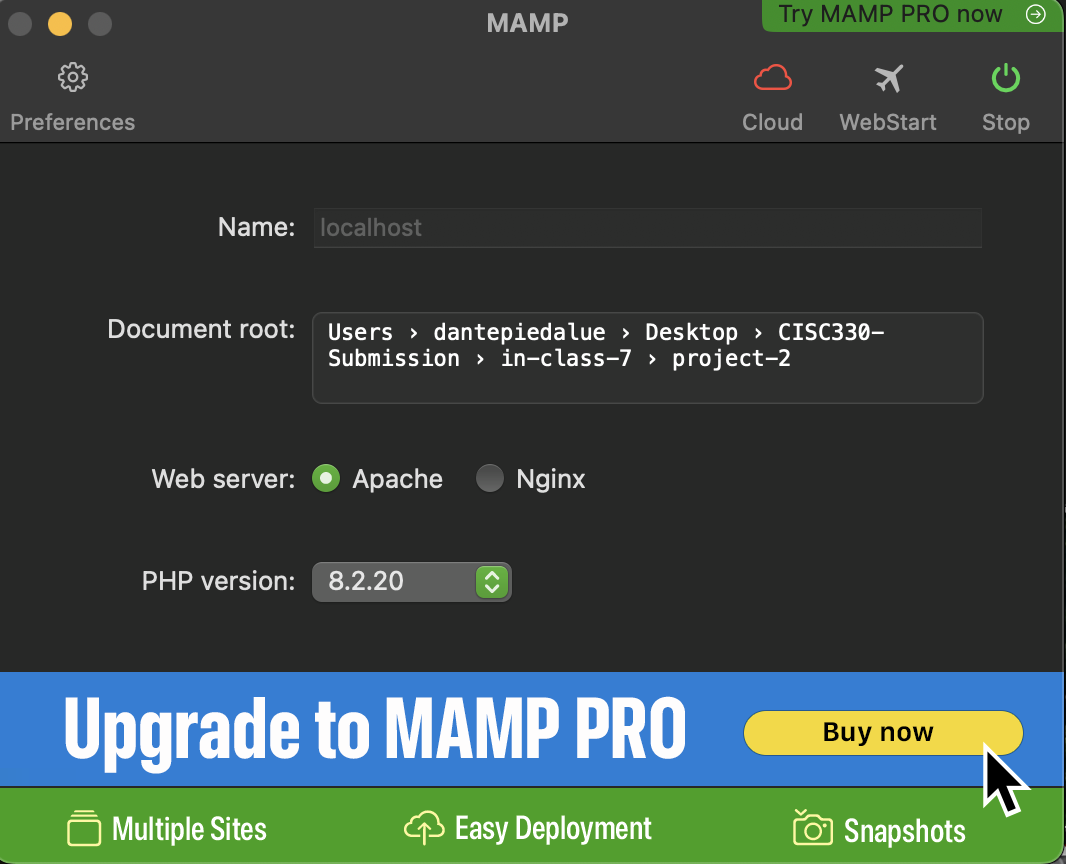 MAMP
Try MAMP PRO now
Preferences
Cloud
WebStart
Stop
Name: localhost
Document root: Users › dantepiedalue › Desktop › CISC330-
Submission › in-class-7 › project-2
Web server: Apache Nginx
PHP version: 8.2.20
Upgrade to MAMP PRO
Buy now
Multiple Sites
Easy Deployment
Snapshots